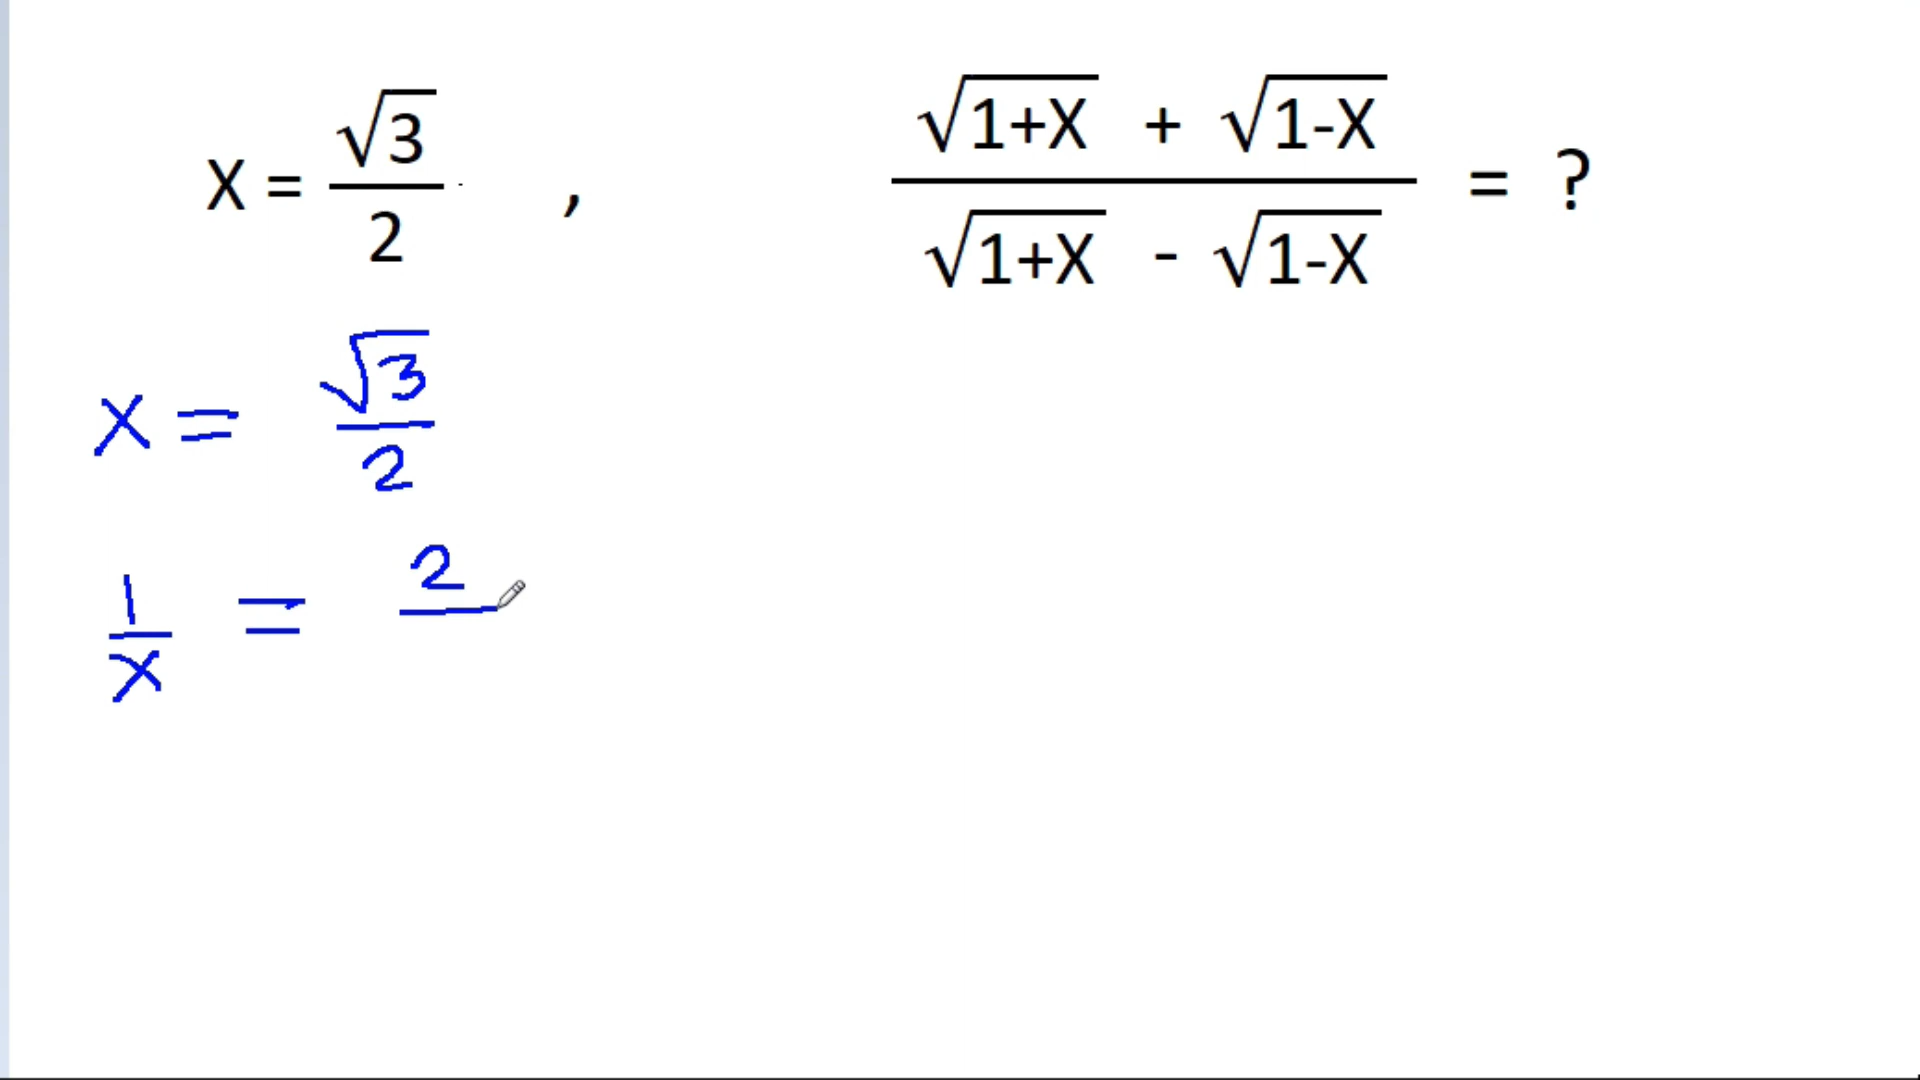 X = √3/2 , (√1+X + √1-X)/(√1+X - √1-X) = ?
x = √3/2
1/x = 2/